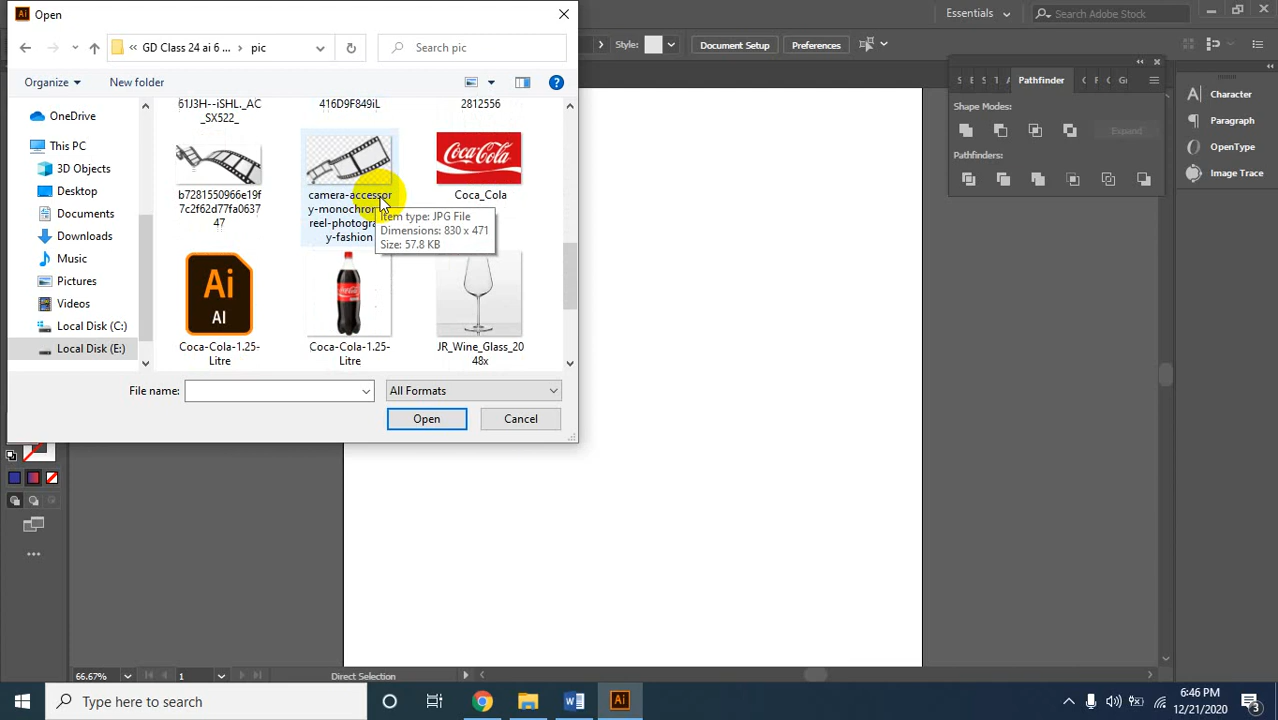 Open
Essentials
Search Adobe Stock
« GD Class 24 ai 6 ... › pic
Search pic
Style:
Document Setup
Preferences
Organize
New folder
Pathfinder
Gi
Shape Modes:
Expand
Pathfinders:
Character
Paragraph
OpenType
Image Trace
OneDrive
This PC
3D Objects
Desktop
Documents
Downloads
Music
Pictures
Videos
Local Disk (C:)
Local Disk (E:)
61J3H--iSHL._AC
_SX522_
416D9F849iL
2812556
b7281550966e19f
7c2f62d77fa0637
47
camera-accessor
y-monochrom
reel-photogra
y-fashion
Coca-Cola
Coca_Cola
Item type: JPG File
Dimensions: 830 x 471
Size: 57.8 KB
Ai
AI
Coca-Cola-1.25-
Litre
Coca-Cola-1.25-
Litre
JR_Wine_Glass_20
48x
File name:
All Formats
Open
Cancel
66.67%
1
Direct Selection
Type here to search
6:46 PM
12/21/2020
3